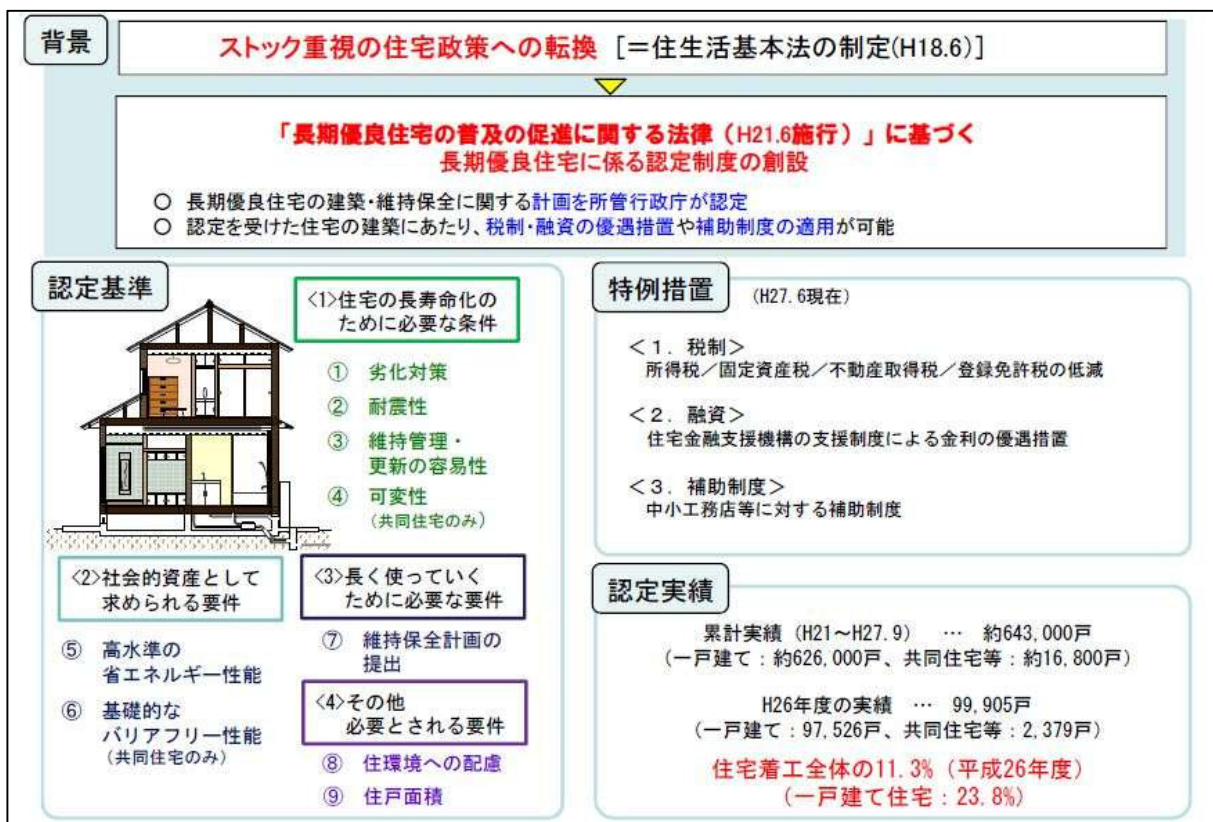 背景
ストック重視の住宅政策への転換 [＝住生活基本法の制定(H18.6)]
「長期優良住宅の普及の促進に関する法律（H21.6施行）」に基づく
長期優良住宅に係る認定制度の創設
○ 長期優良住宅の建築・維持保全に関する計画を所管行政庁が認定
○ 認定を受けた住宅の建築にあたり、税制・融資の優遇措置や補助制度の適用が可能
認定基準
<1>住宅の長寿命化の
ために必要な条件
① 劣化対策
② 耐震性
③ 維持管理・
更新の容易性
④ 可変性
（共同住宅のみ）
<2>社会的資産として
求められる要件
⑤ 高水準の
省エネルギー性能
⑥ 基礎的な
バリアフリー性能
（共同住宅のみ）
<3>長く使っていく
ために必要な要件
⑦ 維持保全計画の
提出
<4>その他
必要とされる要件
⑧ 住環境への配慮
⑨ 住戸面積
特例措置 （H27.6現在）
＜１．税制＞
所得税／固定資産税／不動産取得税／登録免許税の低減
＜２．融資＞
住宅金融支援機構の支援制度による金利の優遇措置
＜３．補助制度＞
中小工務店等に対する補助制度
認定実績
累計実績（H21～H27.9） … 約643,000戸
（一戸建て：約626,000戸、共同住宅等：約16,800戸）
H26年度の実績 … 99,905戸
（一戸建て：97,526戸、共同住宅等：2,379戸）
住宅着工全体の11.3%（平成26年度）
（一戸建て住宅：23.8%）